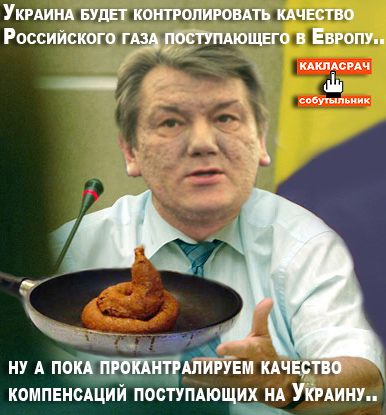 Украина будет контролировать качество
Российского газа поступающего в Европу..
КАКЛАСРАЧ
собутыльник
ну а пока прокантралируем качество
компенсаций поступающих на Украину..